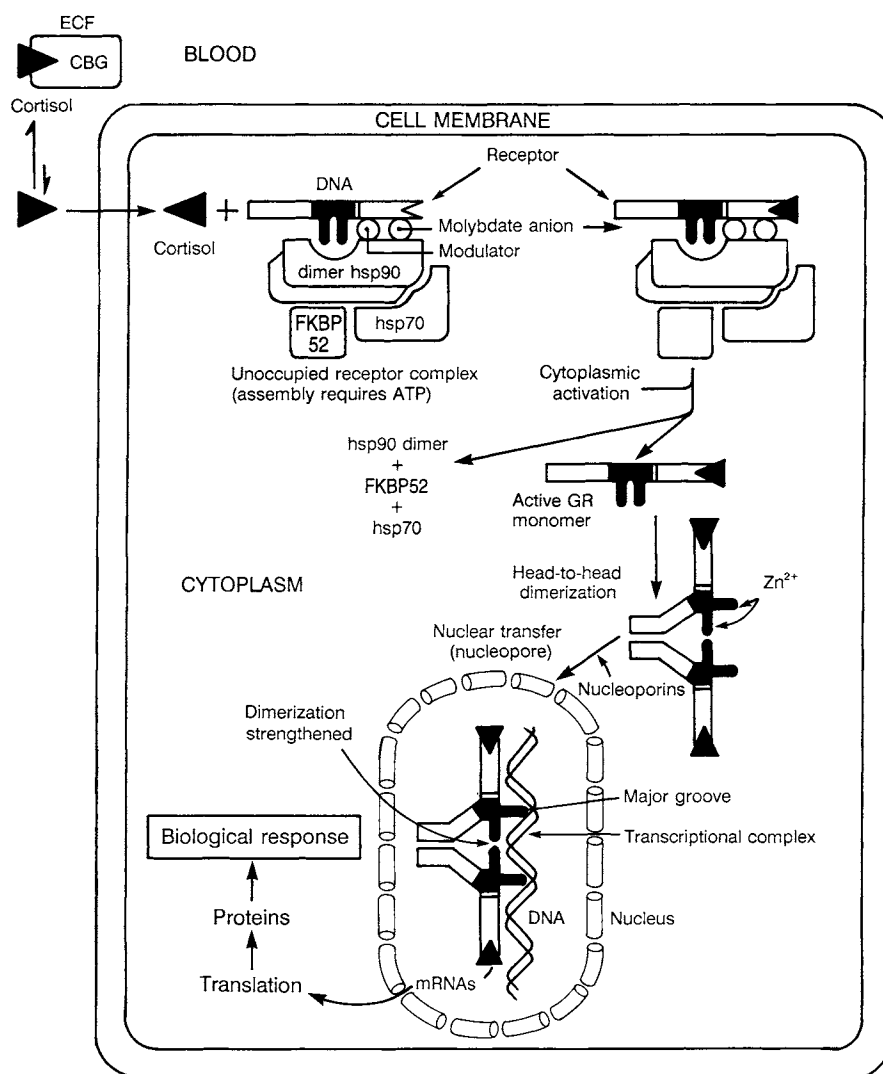 ECF
CBG
BLOOD
Cortisol
CELL MEMBRANE
Receptor
DNA
Molybdate anion
Cortisol
Modulator
dimer hsp90
FKBP
52
hsp70
Unoccupied receptor complex
(assembly requires ATP)
Cytoplasmic
activation
hsp90 dimer
+
FKBP52
+
hsp70
Active GR
monomer
CYTOPLASM
Head-to-head
dimerization
Zn²⁺
Nuclear transfer
(nucleopore)
Nucleoporins
Dimerization
strengthened
Major groove
Transcriptional complex
Biological response
Proteins
DNA
Nucleus
Translation
mRNAs